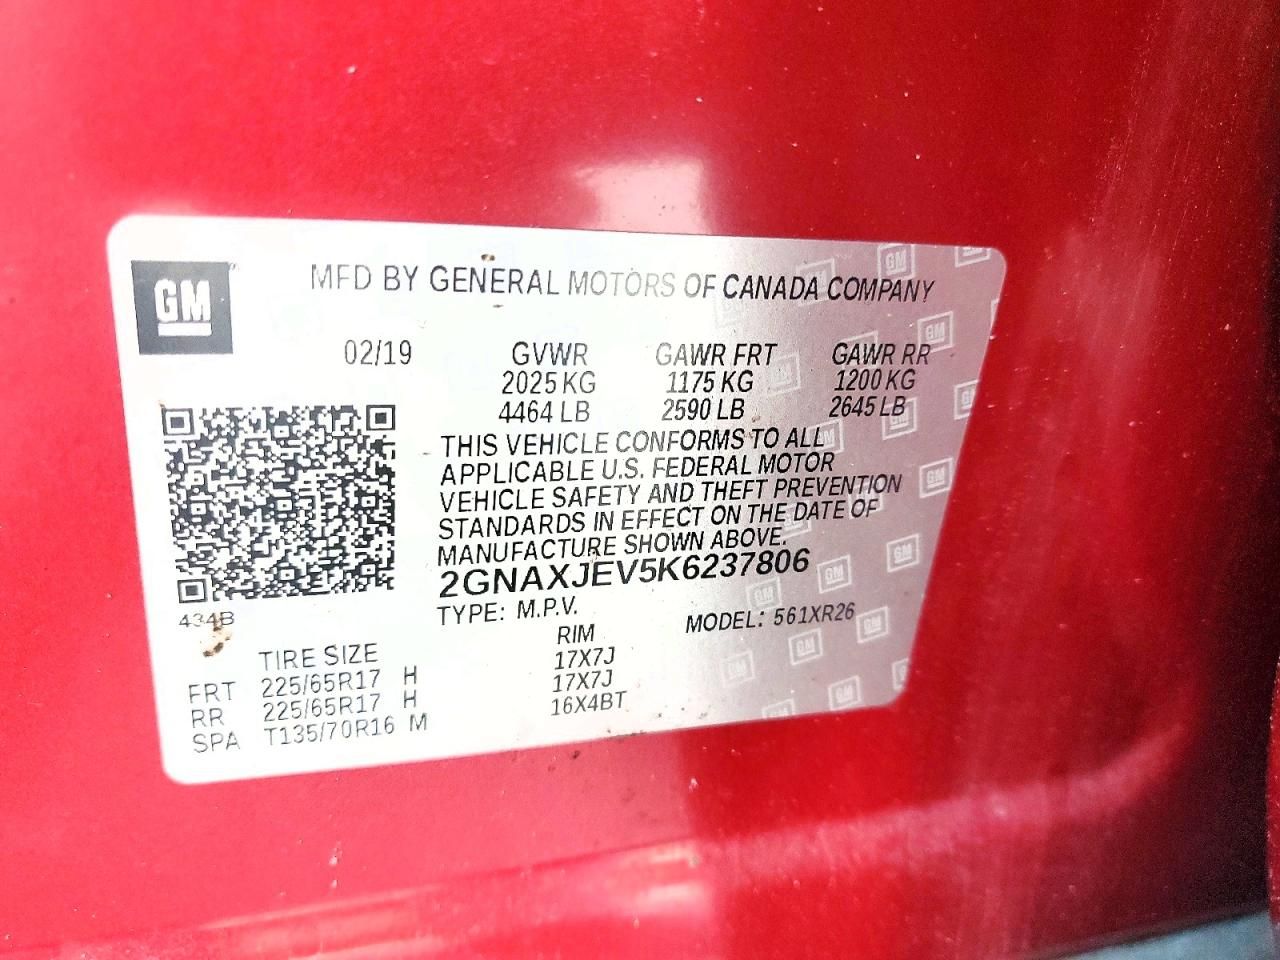 GM
MFD BY GENERAL MOTORS OF CANADA COMPANY
02/19 GVWR GAWR FRT GAWR RR
2025 KG 1175 KG 1200 KG
4464 LB 2590 LB 2645 LB
THIS VEHICLE CONFORMS TO ALL
APPLICABLE U.S. FEDERAL MOTOR
VEHICLE SAFETY AND THEFT PREVENTION
STANDARDS IN EFFECT ON THE DATE OF
MANUFACTURE SHOWN ABOVE.
2GNAXJEV5K6237806
434B
TYPE: M.P.V. MODEL: 561XR26
TIRE SIZE RIM
FRT 225/65R17 H 17X7J
RR 225/65R17 H 17X7J
SPA T135/70R16 M 16X4BT